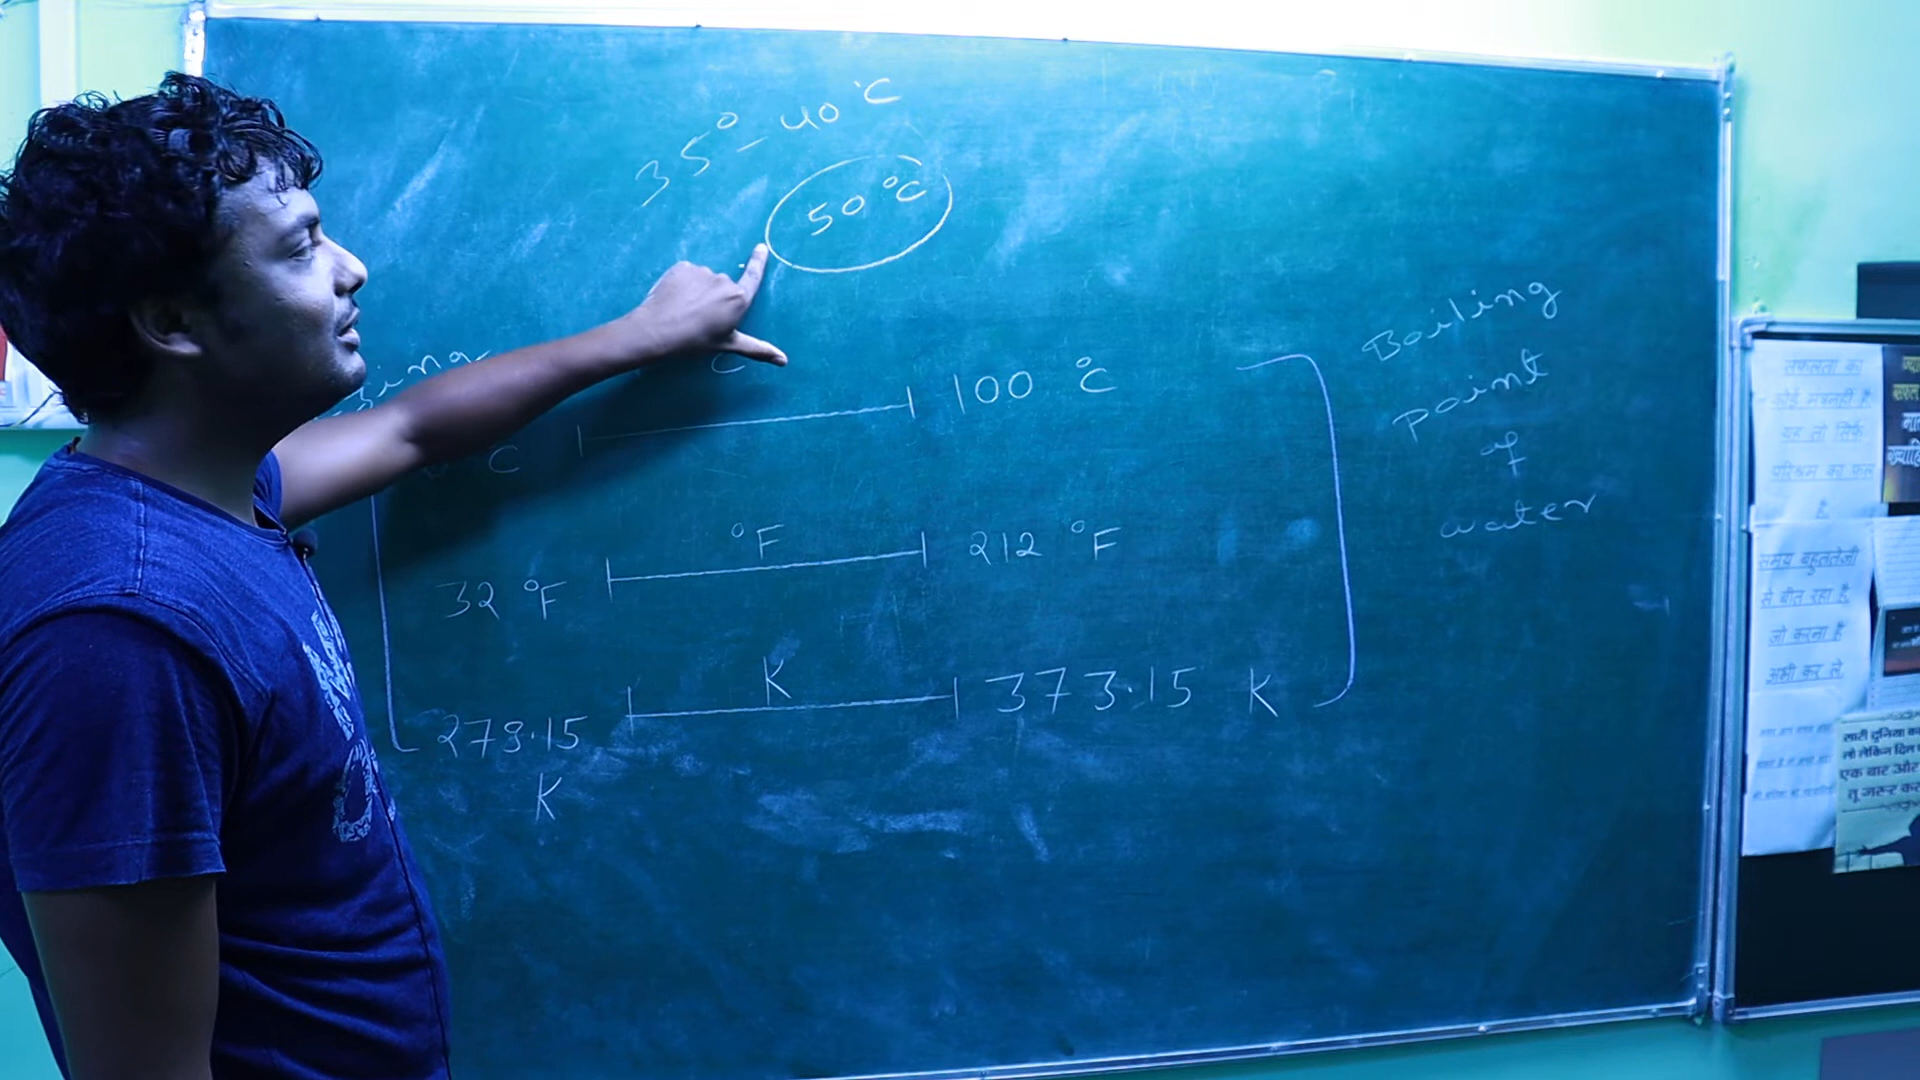 35° - 40 °C
50 °C
Boiling
point
of
water
C
100 °C
°F
32 °F
212 °F
K
273.15
K
373.15 K
सफलता का
कोई मंत्र नहीं है
यह तो सिर्फ
परिश्रम का फल
है
समय बहुत तेजी
से बीत रहा है,
जो करना है
अभी कर ले
सारी दुनिया
एक बार और
तू जरूर